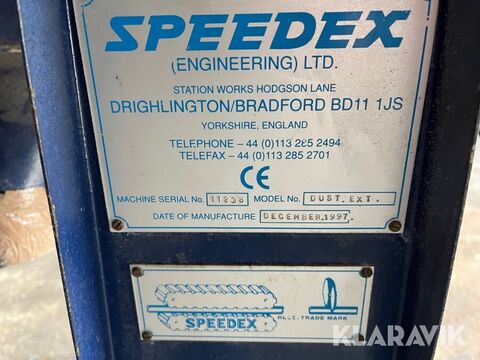 SPEEDEX
(ENGINEERING) LTD.
STATION WORKS HODGSON LANE
DRIGHLINGTON/BRADFORD BD11 1JS
YORKSHIRE, ENGLAND
TELEPHONE – 44 (0)113 285 2494
TELEFAX – 44 (0)113 285 2701
CE
MACHINE SERIAL No. 11238 MODEL No. DUST.EXT.
DATE OF MANUFACTURE DECEMBER.1997.
SPEEDEX
TRADE MARK
KLARAVIK